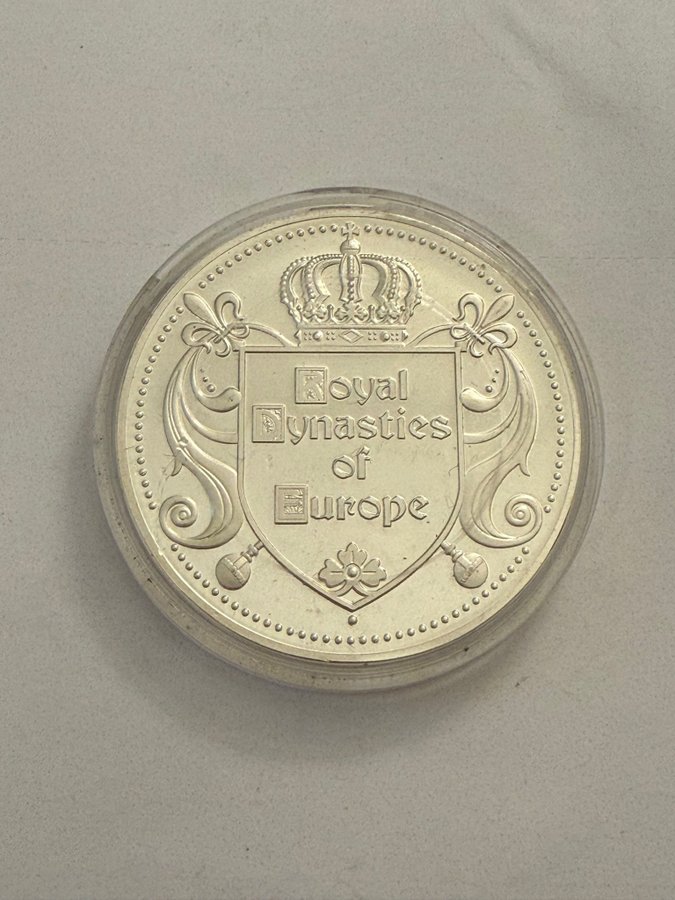 Royal
Dynasties
of
Europe